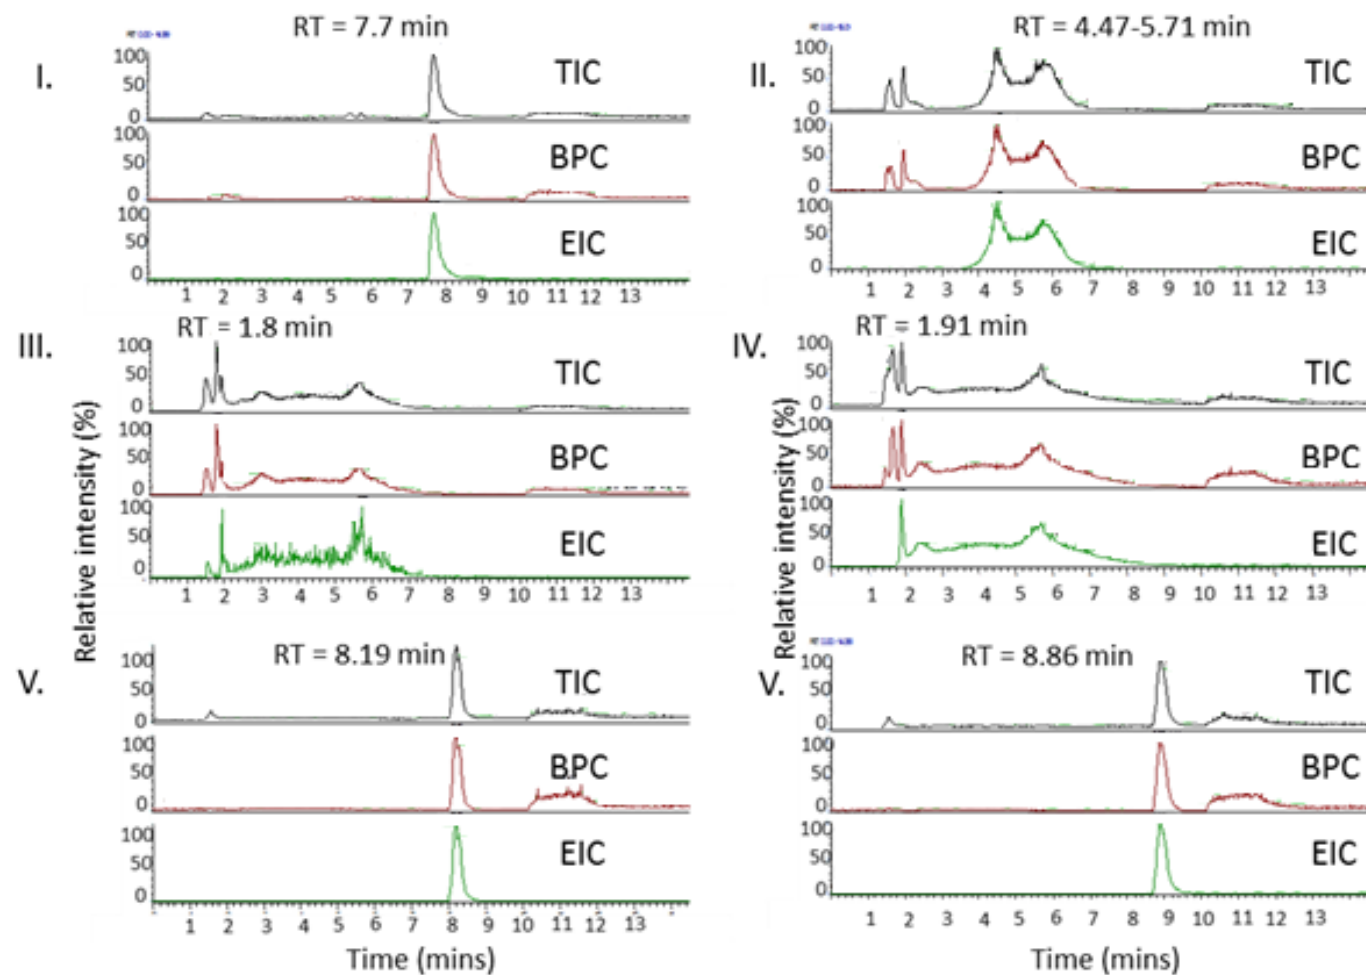 I.
RT = 7.7 min
100
50
0
TIC
100
50
0
BPC
100
50
0
EIC
1 2 3 4 5 6 7 8 9 10 11 12 13
II.
RT = 4.47-5.71 min
100
50
0
TIC
100
50
0
BPC
100
50
0
EIC
1 2 3 4 5 6 7 8 9 10 11 12 13
III.
RT = 1.8 min
100
50
0
TIC
100
50
0
BPC
100
50
0
EIC
1 2 3 4 5 6 7 8 9 10 11 12 13
IV.
RT = 1.91 min
100
50
0
TIC
100
50
0
BPC
100
50
0
EIC
1 2 3 4 5 6 7 8 9 10 11 12 13
Relative intensity (%)
Relative intensity (%)
V.
RT = 8.19 min
100
50
0
TIC
100
50
0
BPC
100
50
0
EIC
1 2 3 4 5 6 7 8 9 10 11 12 13
Time (mins)
V.
RT = 8.86 min
100
50
0
TIC
100
50
0
BPC
100
50
0
EIC
1 2 3 4 5 6 7 8 9 10 11 12 13
Time (mins)